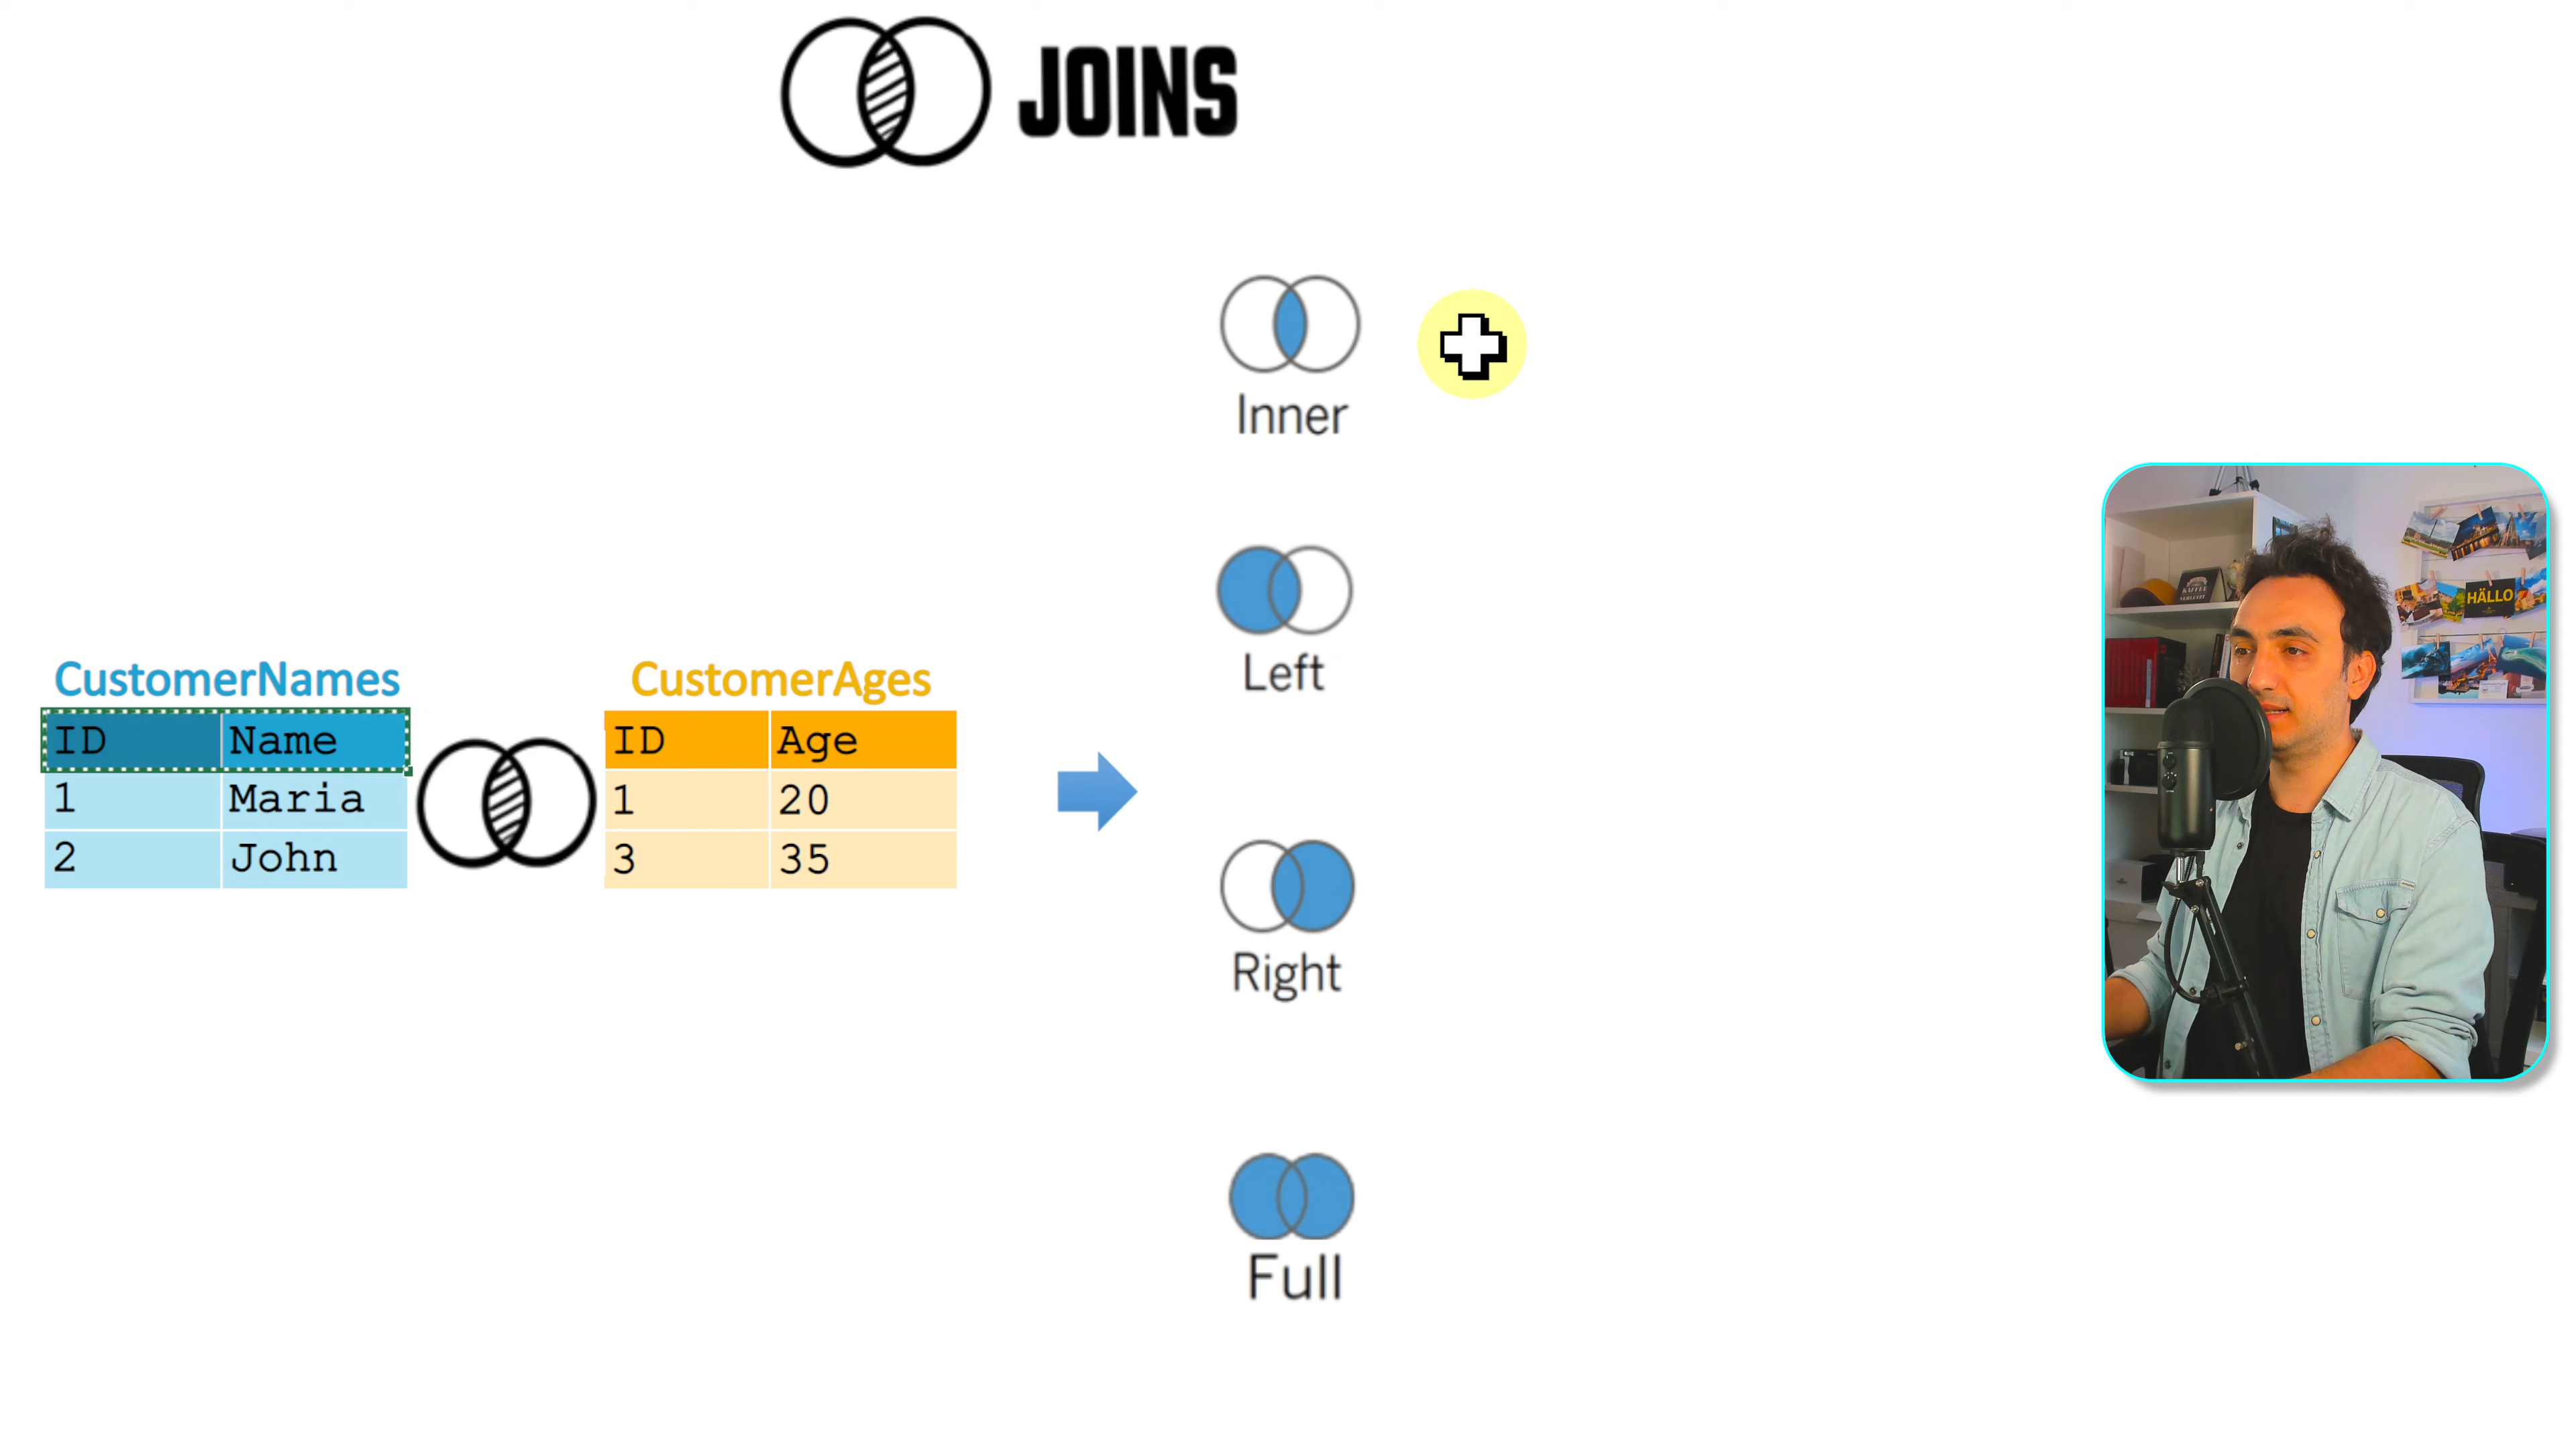 JOINS
Inner
Left
CustomerNames
ID Name
1 Maria
2 John
CustomerAges
ID Age
1 20
3 35
Right
Full
HÄLLO